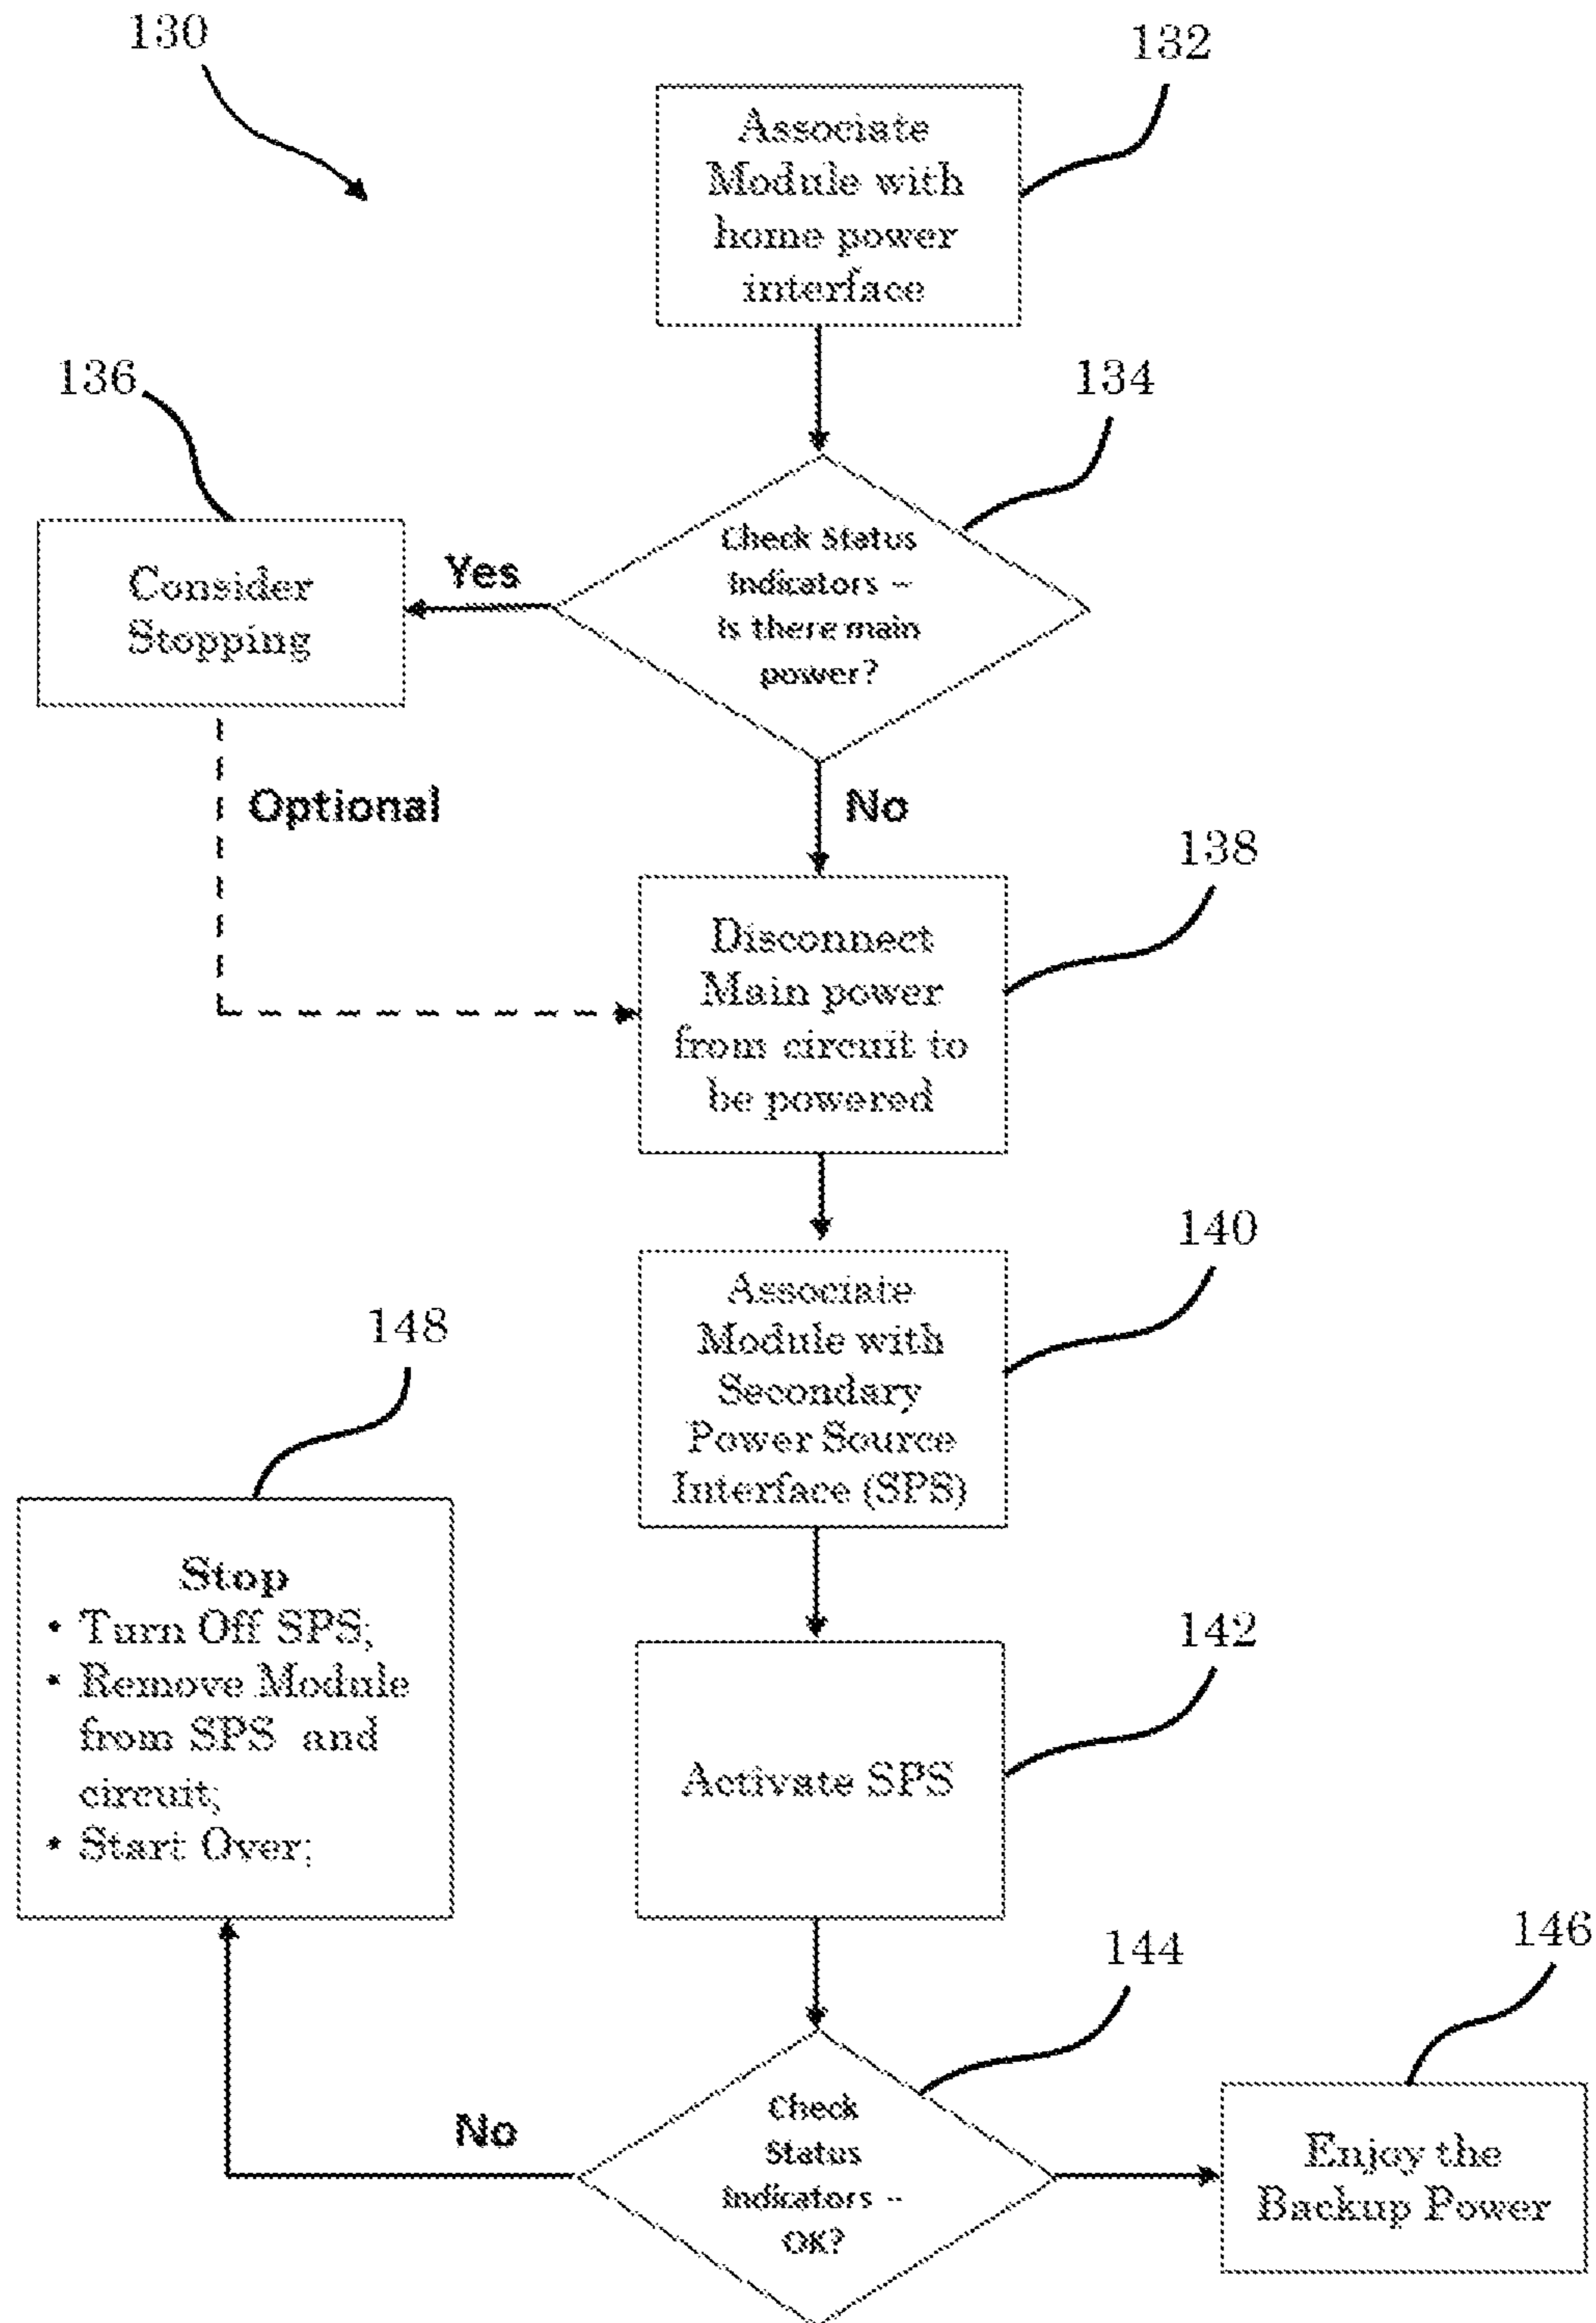 130
132
Associate
Module with
home power
interface
136
134
Consider
Stopping
Yes
Check Status
Indicators –
is there main
power?
Optional
No
138
Disconnect
Main power
from circuit to
be powered
140
Associate
Module with
Secondary
Power Source
Interface (SPS)
148
Stop
• Turn Off SPS;
• Remove Module
from SPS and
circuit;
• Start Over;
142
Activate SPS
144
146
No
Check
Status
Indicators –
OK?
Enjoy the
Backup Power